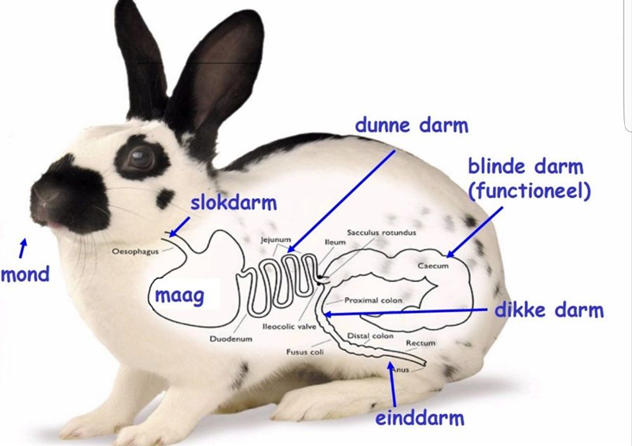 dunne darm
blinde darm
(functioneel)
slokdarm
Jejunum
Sacculus rotundus
Ileum
Oesophagus
Caecum
mond
maag
Proximal colon
dikke darm
Ileocolic valve
Duodenum
Distal colon
Rectum
Fusus coli
Anus
einddarm